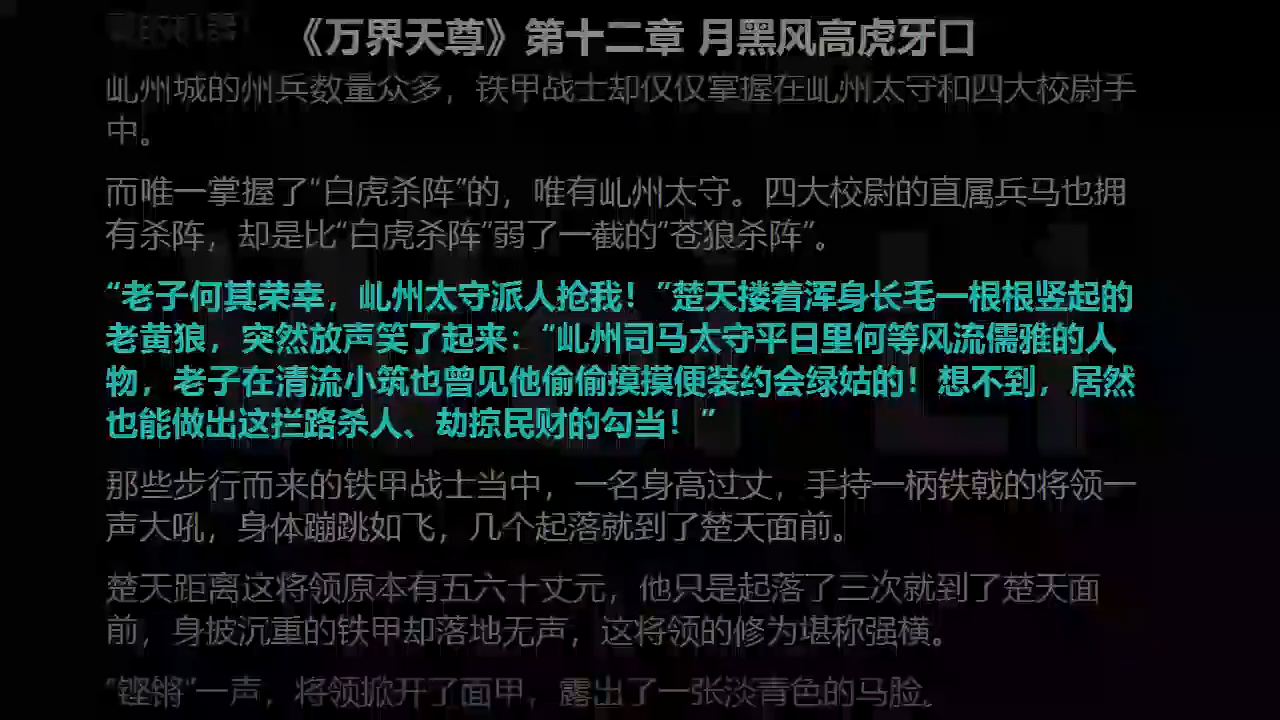 《万界天尊》第十二章 月黑风高虎牙口
乢州城的州兵数量众多，铁甲战士却仅仅掌握在乢州太守和四大校尉手
中。
而唯一掌握了“白虎杀阵”的，唯有乢州太守。四大校尉的直属兵马也拥
有杀阵，却是比“白虎杀阵”弱了一截的“苍狼杀阵”。
“老子何其荣幸，乢州太守派人抢我！”楚天搂着浑身长毛一根根竖起的
老黄狼，突然放声笑了起来：“乢州司马太守平日里何等风流儒雅的人
物，老子在清流小筑也曾见他偷偷摸摸便装约会绿姑的！想不到，居然
也能做出这拦路杀人、劫掠民财的勾当！”
那些步行而来的铁甲战士当中，一名身高过丈，手持一柄铁戟的将领一
声大吼，身体蹦跳如飞，几个起落就到了楚天面前。
楚天距离这将领原本有五六十丈元，他只是起落了三次就到了楚天面
前，身披沉重的铁甲却落地无声，这将领的修为堪称强横。
“铿锵”一声，将领掀开了面甲，露出了一张淡青色的马脸。